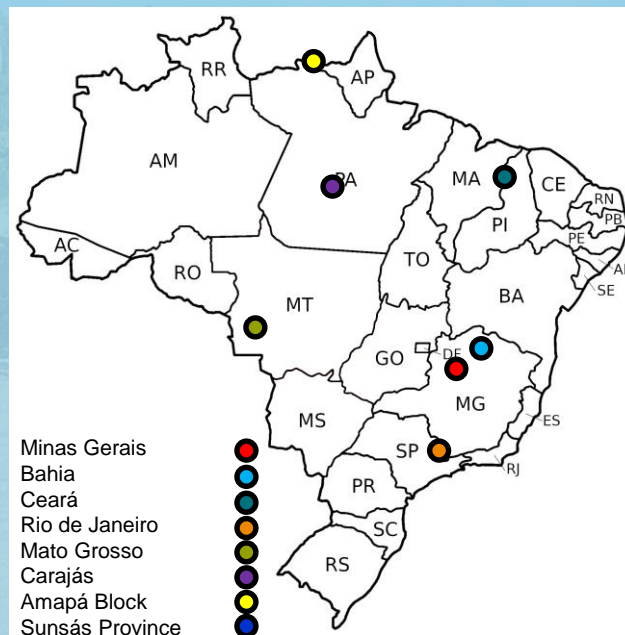 RR
AP
AM
PA
MA
CE
RN
PB
PI
PE
AC
TO
AL
RO
SE
BA
MT
GO
DF
MG
ES
MS
SP
RJ
PR
SC
RS
Minas Gerais
Bahia
Ceará
Rio de Janeiro
Mato Grosso
Carajás
Amapá Block
Sunsás Province